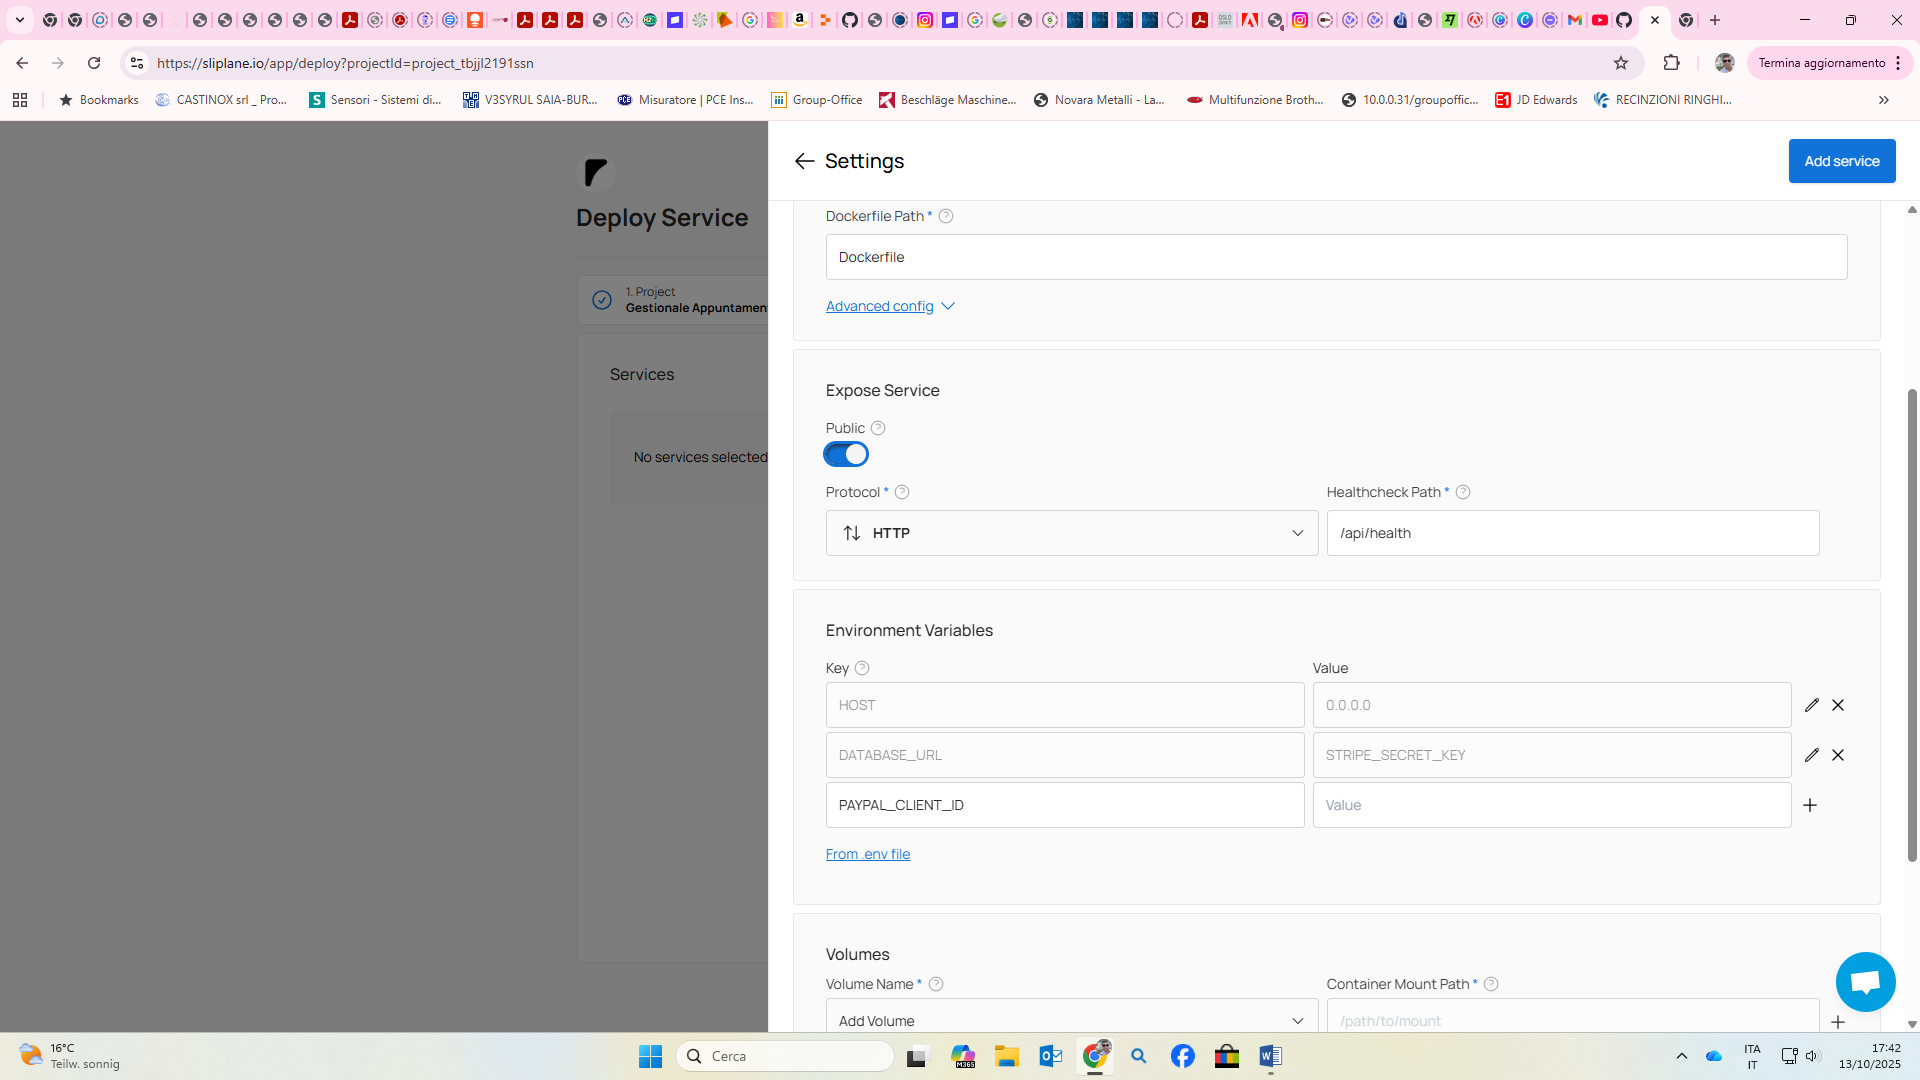 https://sliplane.io/app/deploy?projectId=project_tbjjl2191ssn
Termina aggiornamento
Bookmarks
CASTINOX srl _ Pro...
Sensori - Sistemi di...
V3SYRUL SAIA-BUR...
Misuratore | PCE Ins...
Group-Office
Beschläge Maschine...
Novara Metalli - La...
Multifunzione Broth...
10.0.0.31/groupoffic...
JD Edwards
RECINZIONI RINGHI...
Deploy Service
1. Project
Gestionale Appuntament
Services
No services selected
Settings
Add service
Dockerfile Path *
Dockerfile
Advanced config
Expose Service
Public
Protocol *
Healthcheck Path *
HTTP
/api/health
Environment Variables
Key
Value
HOST
0.0.0.0
DATABASE_URL
STRIPE_SECRET_KEY
PAYPAL_CLIENT_ID
Value
From .env file
Volumes
Volume Name *
Container Mount Path *
Add Volume
/path/to/mount
16°C
Teilw. sonnig
Cerca
ITA
IT
17:42
13/10/2025